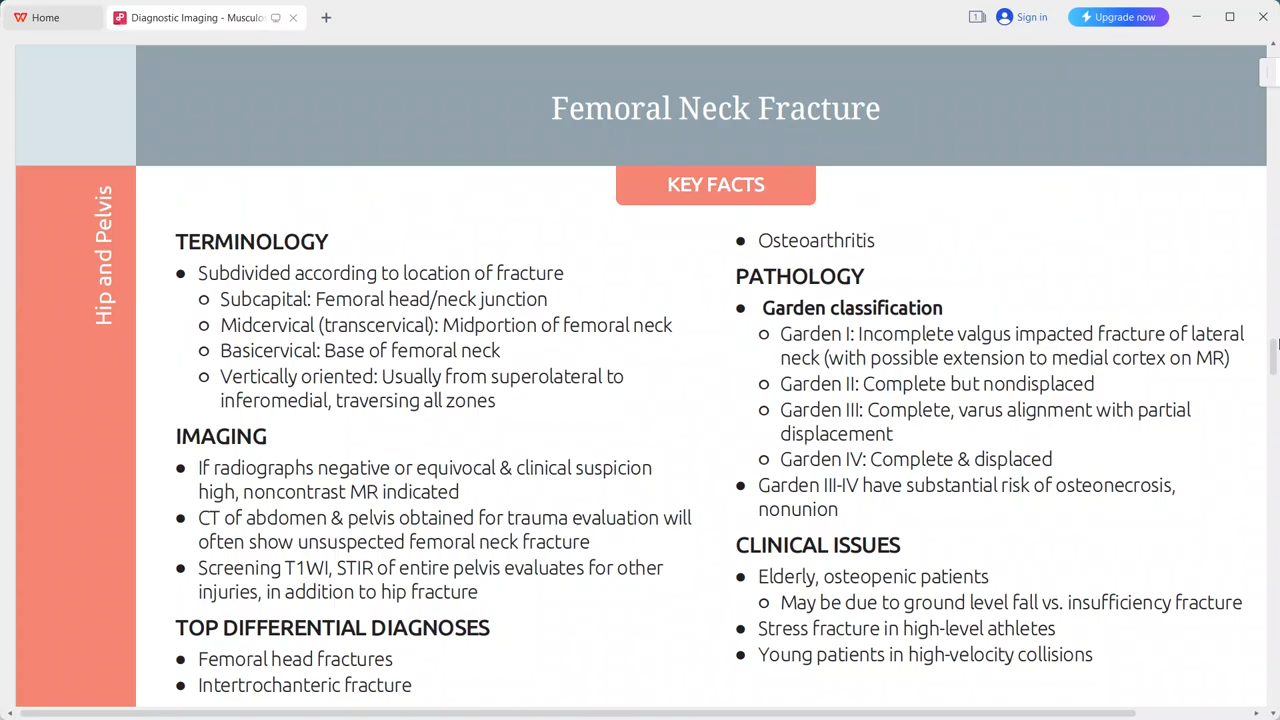 Home
Diagnostic Imaging - Musculos
1
Sign in
Upgrade now
Femoral Neck Fracture
Hip and Pelvis
KEY FACTS
TERMINOLOGY
● Subdivided according to location of fracture
○ Subcapital: Femoral head/neck junction
○ Midcervical (transcervical): Midportion of femoral neck
○ Basicervical: Base of femoral neck
○ Vertically oriented: Usually from superolateral to
inferomedial, traversing all zones
IMAGING
● If radiographs negative or equivocal & clinical suspicion
high, noncontrast MR indicated
● CT of abdomen & pelvis obtained for trauma evaluation will
often show unsuspected femoral neck fracture
● Screening T1WI, STIR of entire pelvis evaluates for other
injuries, in addition to hip fracture
TOP DIFFERENTIAL DIAGNOSES
● Femoral head fractures
● Intertrochanteric fracture
● Osteoarthritis
PATHOLOGY
● Garden classification
○ Garden I: Incomplete valgus impacted fracture of lateral
neck (with possible extension to medial cortex on MR)
○ Garden II: Complete but nondisplaced
○ Garden III: Complete, varus alignment with partial
displacement
○ Garden IV: Complete & displaced
● Garden III-IV have substantial risk of osteonecrosis,
nonunion
CLINICAL ISSUES
● Elderly, osteopenic patients
○ May be due to ground level fall vs. insufficiency fracture
● Stress fracture in high-level athletes
● Young patients in high-velocity collisions